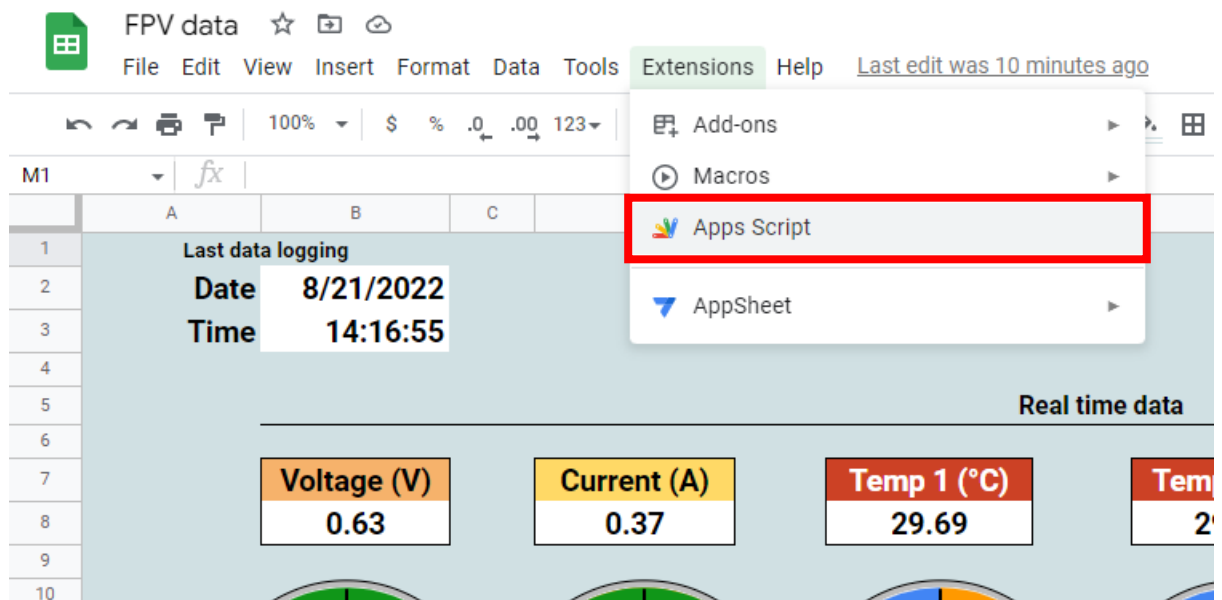 FPV data
File Edit View Insert Format Data Tools Extensions Help Last edit was 10 minutes ago
100% $ % .0 .00 123
Add-ons
M1 fx
Macros
A B C
Apps Script
1 Last data logging
2 Date 8/21/2022
AppSheet
3 Time 14:16:55
4
5 Real time data
6
7 Voltage (V) Current (A) Temp 1 (°C) Tem
8 0.63 0.37 29.69
9
10